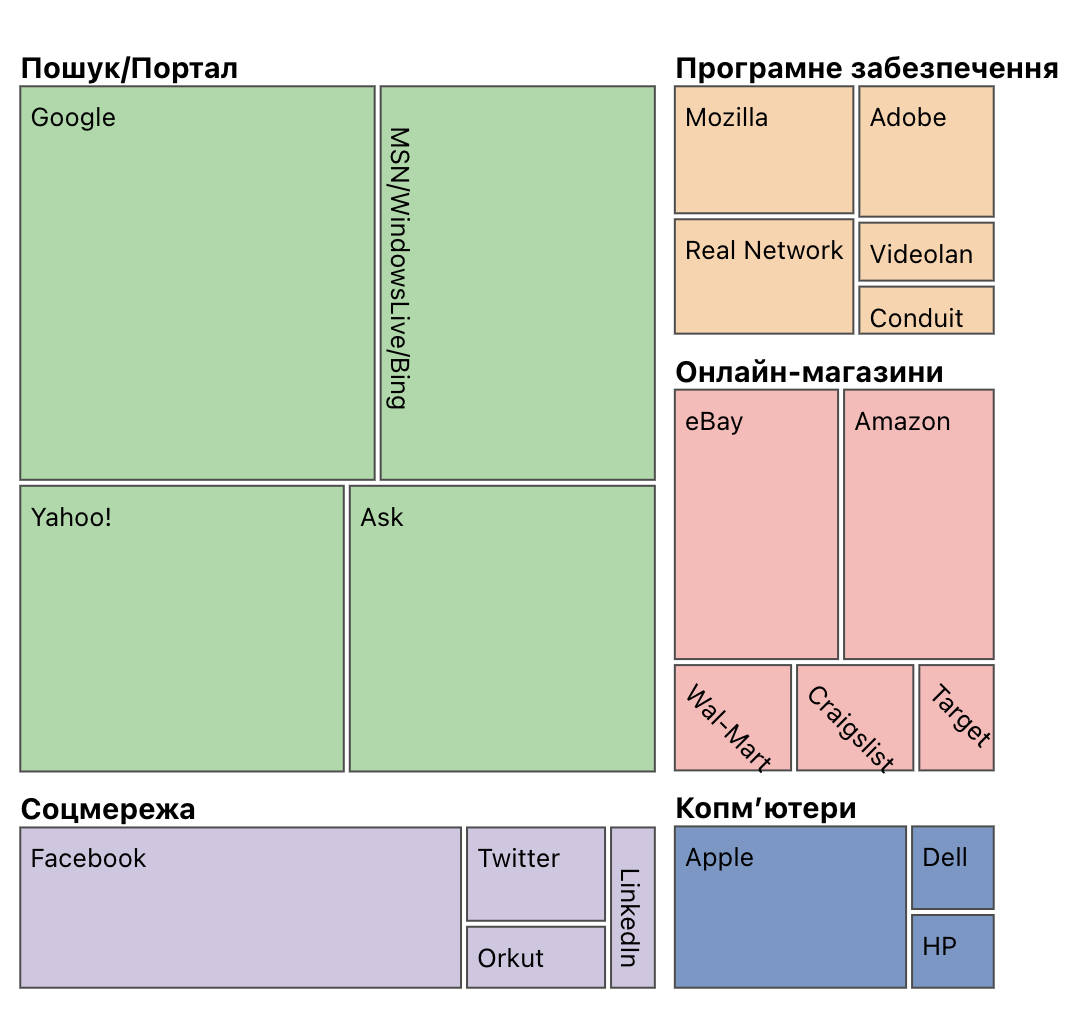 Пошук/Портал
Google
MSN/WindowsLive/Bing
Yahoo!
Ask
Програмне забезпечення
Mozilla
Adobe
Real Network
Videolan
Conduit
Онлайн-магазини
eBay
Amazon
Wal-Mart
Craigslist
Target
Соцмережа
Facebook
Twitter
Orkut
LinkedIn
Копм’ютери
Apple
Dell
HP